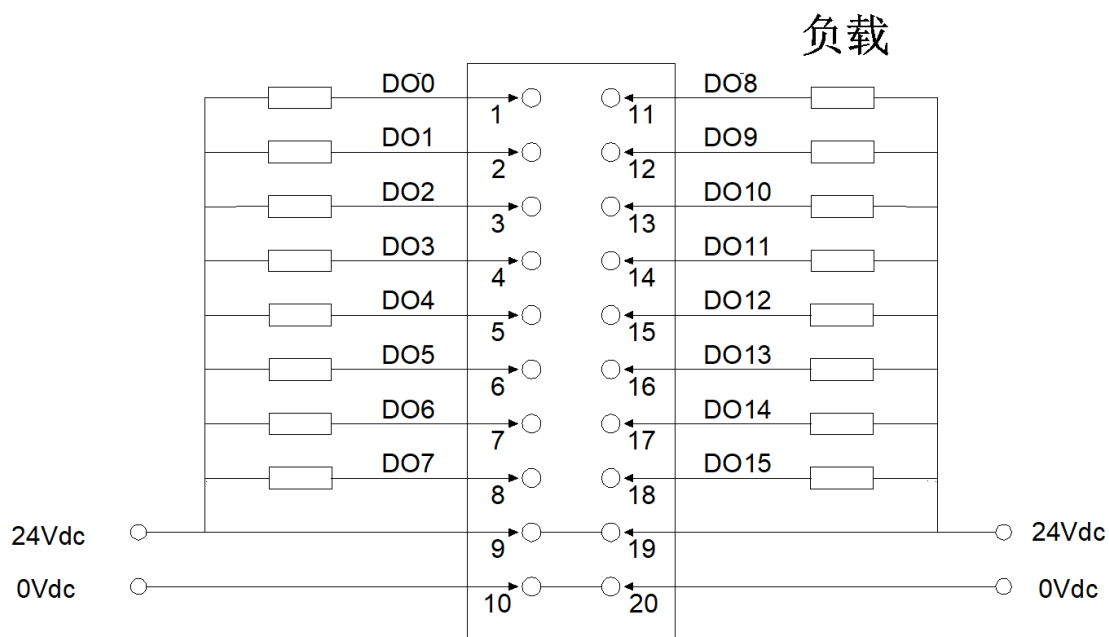 负载
DO0 1 11 DO8
DO1 2 12 DO9
DO2 3 13 DO10
DO3 4 14 DO11
DO4 5 15 DO12
DO5 6 16 DO13
DO6 7 17 DO14
DO7 8 18 DO15
24Vdc 9 19 24Vdc
0Vdc 10 20 0Vdc